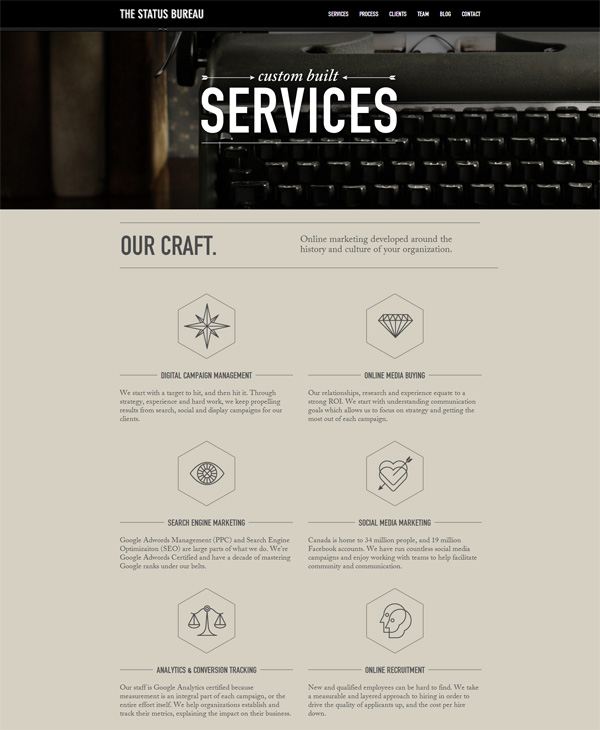 THE STATUS BUREAU
SERVICES PROCESS CLIENTS TEAM BLOG CONTACT
custom built
SERVICES
OUR CRAFT.
Online marketing developed around the
history and culture of your organization.
DIGITAL CAMPAIGN MANAGEMENT
We start with a target to hit, and then hit it. Through
strategy, experience and hard work, we keep propelling
results from search, social and display campaigns for our
clients.
ONLINE MEDIA BUYING
Our relationships, research and experience equate to a
strong ROI. We start with understanding communication
goals which allows us to focus on strategy and getting the
most out of each campaign.
SEARCH ENGINE MARKETING
Google Adwords Management (PPC) and Search Engine
Optimizaiton (SEO) are large parts of what we do. We're
Google Adwords Certified and have a decade of mastering
Google ranks under our belts.
SOCIAL MEDIA MARKETING
Canada is home to 34 million people, and 19 million
Facebook accounts. We have run countless social media
campaigns and enjoy working with teams to help facilitate
community and communication.
ANALYTICS & CONVERSION TRACKING
Our staff is Google Analytics certified because
measurement is an integral part of each campaign, or the
entire effort itself. We help organizations establish and
track their metrics, explaining the impact on their business.
ONLINE RECRUITMENT
New and qualified employees can be hard to find. We take
a measurable and layered approach to hiring in order to
drive the quality of applicants up, and the cost per hire
down.